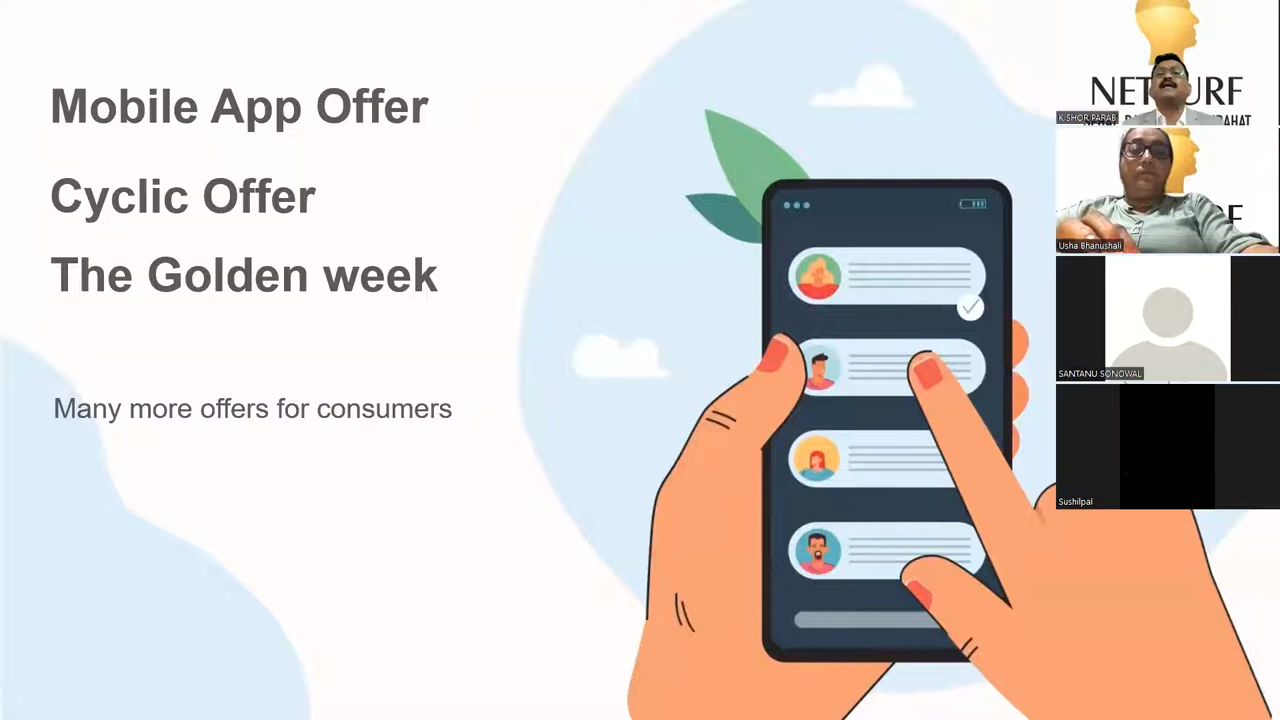 Mobile App Offer
Cyclic Offer
The Golden week
Many more offers for consumers
KISHOR PARAB
Usha Bhanushali
SANTANU SONOWAL
Sushilpal